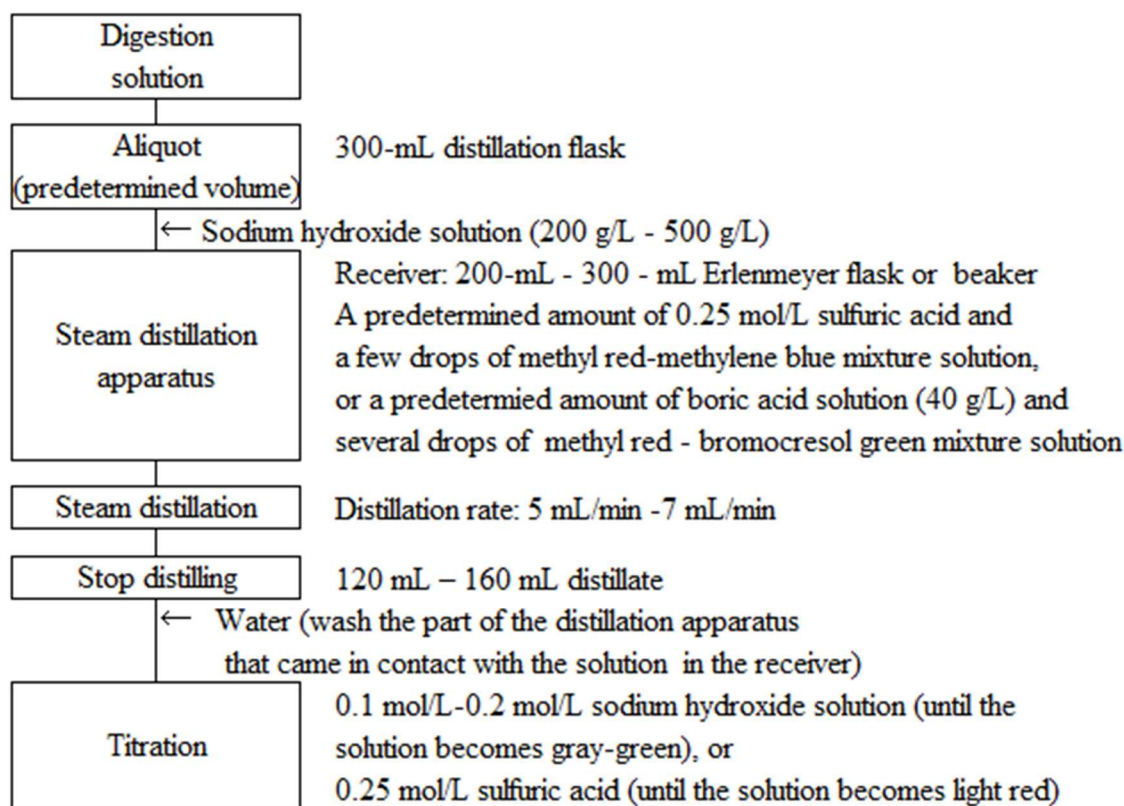 Digestion
solution
Aliquot
(predetermined volume)
300-mL distillation flask
← Sodium hydroxide solution (200 g/L - 500 g/L)
Steam distillation
apparatus
Receiver: 200-mL - 300 - mL Erlenmeyer flask or beaker
A predetermined amount of 0.25 mol/L sulfuric acid and
a few drops of methyl red-methylene blue mixture solution,
or a predetermied amount of boric acid solution (40 g/L) and
several drops of methyl red - bromocresol green mixture solution
Steam distillation
Distillation rate: 5 mL/min -7 mL/min
Stop distilling
120 mL – 160 mL distillate
← Water (wash the part of the distillation apparatus
that came in contact with the solution in the receiver)
Titration
0.1 mol/L-0.2 mol/L sodium hydroxide solution (until the
solution becomes gray-green), or
0.25 mol/L sulfuric acid (until the solution becomes light red)